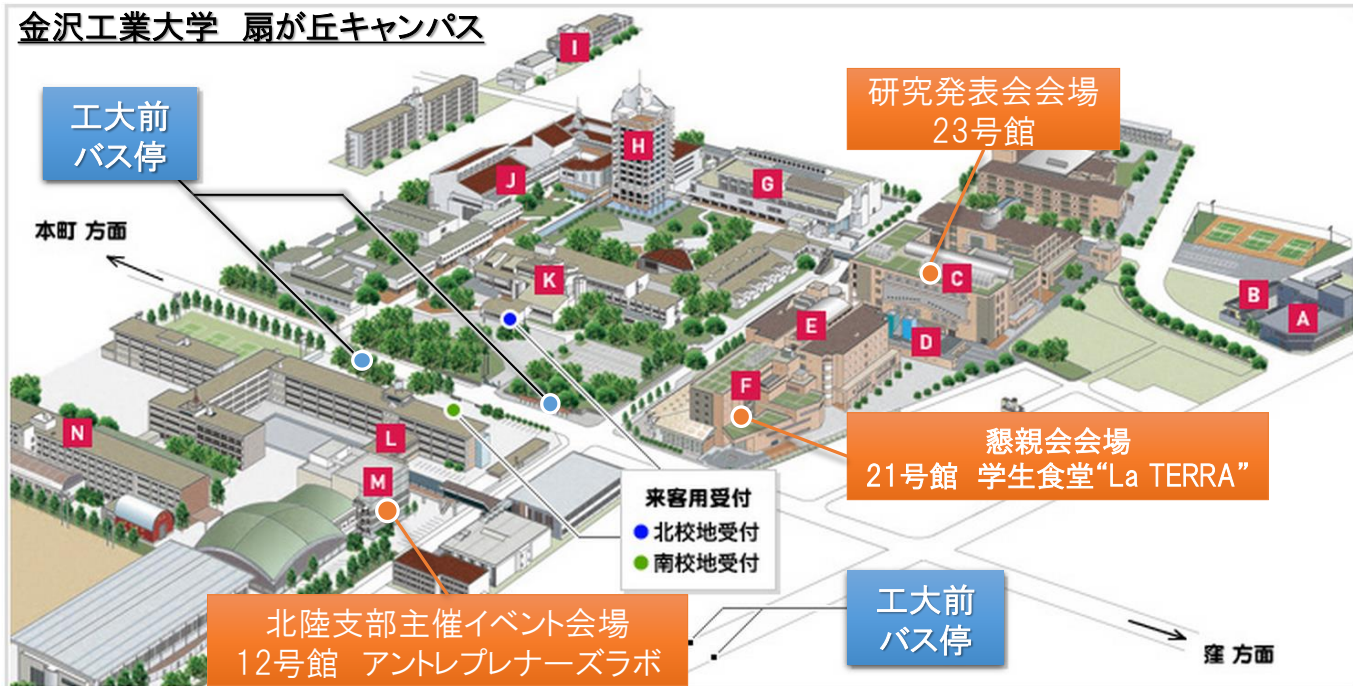 金沢工業大学 扇が丘キャンパス
I
工大前
バス停
研究発表会会場
23号館
H
J
G
本町 方面
K
C
B
A
E
D
F
N
L
M
懇親会会場
21号館 学生食堂“La TERRA”
来客用受付
北校地受付
南校地受付
北陸支部主催イベント会場
12号館 アントレプレナーズラボ
工大前
バス停
窪 方面